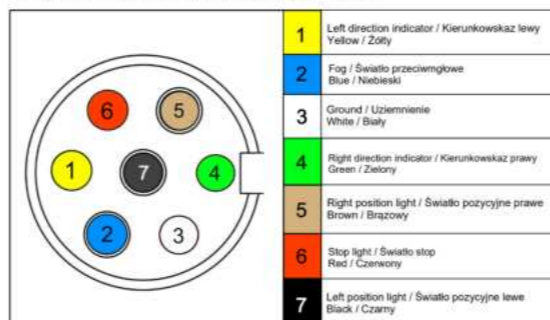 6
5
1
7
4
2
3
1
Left direction indicator / Kierunkowskaz lewy
Yellow / Żółty
2
Fog / Światło przeciwmgłowe
Blue / Niebieski
3
Ground / Uziemnienie
White / Biały
4
Right direction indicator / Kierunkowskaz prawy
Green / Zielony
5
Right position light / Światło pozycyjne prawe
Brown / Brązowy
6
Stop light / Światło stop
Red / Czerwony
7
Left position light / Światło pozycyjne lewe
Black / Czarny